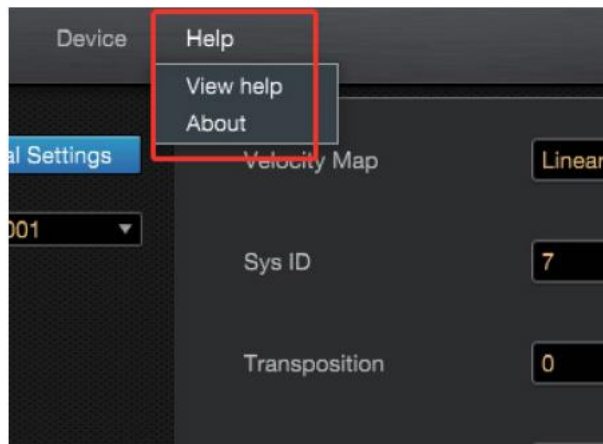 Device Help
View help
About
al Settings
Velocity Map Linear
001
Sys ID 7
Transposition 0